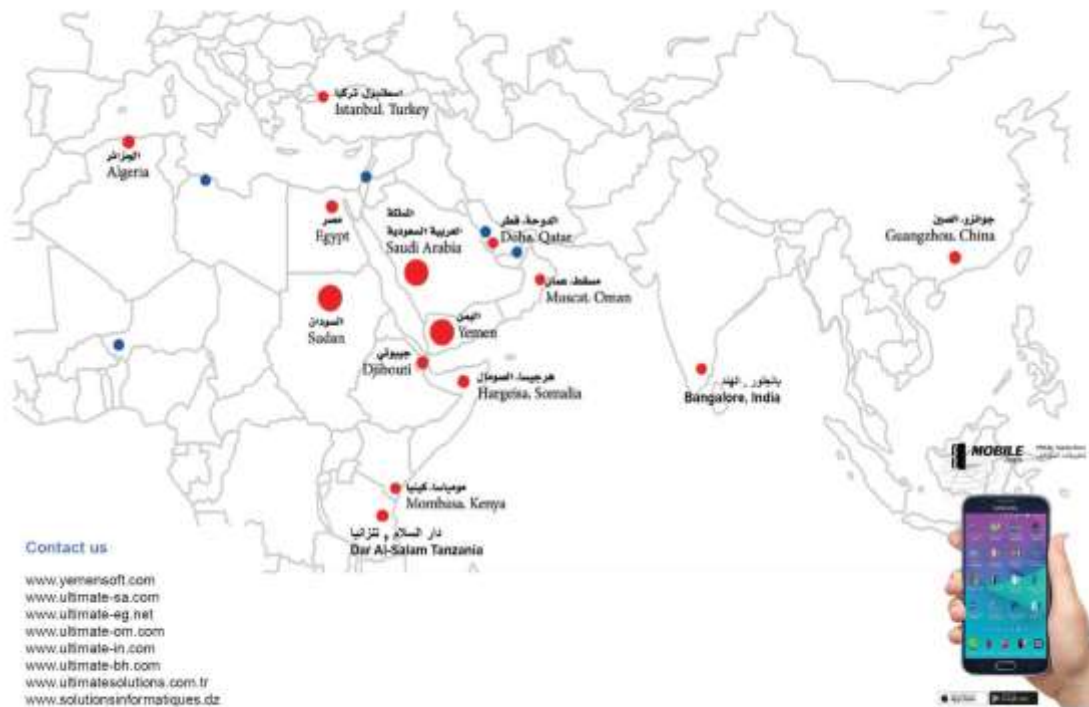 اسطنبول, تركيا
Istanbul, Turkey
الجزائر
Algeria
مصر
Egypt
المملكة
العربية السعودية
Saudi Arabia
الدوحة, قطر
Doha, Qatar
جوانزو, الصين
Guangzhou, China
مسقط, عمان
Muscat, Oman
السودان
Sadan
اليمن
Yemen
جيبوتي
Djibouti
هرجيسا, الصومال
Hargeisa, Somalia
بانجلور , الهند
Bangalore, India
MOBILE
مومباسا, كينيا
Mombasa, Kenya
دار السلام , تنزانيا
Dar Al-Salam Tanzania
Contact us
www.yemensoft.com
www.ultimate-sa.com
www.ultimate-eg.net
www.ultimate-om.com
www.ultimate-in.com
www.ultimate-bh.com
www.ultimatesolutions.com.tr
www.solutionsinformatiques.dz